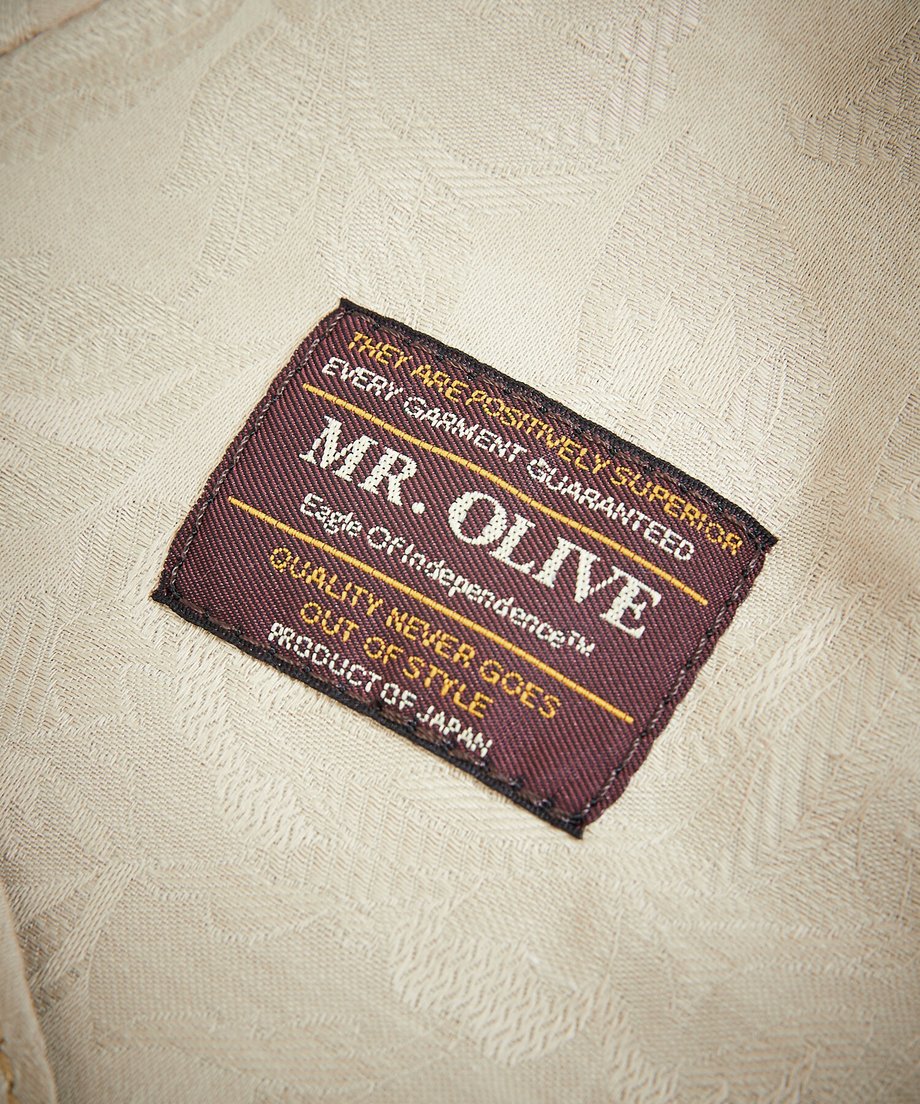 THEY ARE POSITIVELY SUPERIOR
EVERY GARMENT GUARANTEED
MR. OLIVE
Eagle Of Independence™
QUALITY NEVER GOES
OUT OF STYLE
PRODUCT OF JAPAN